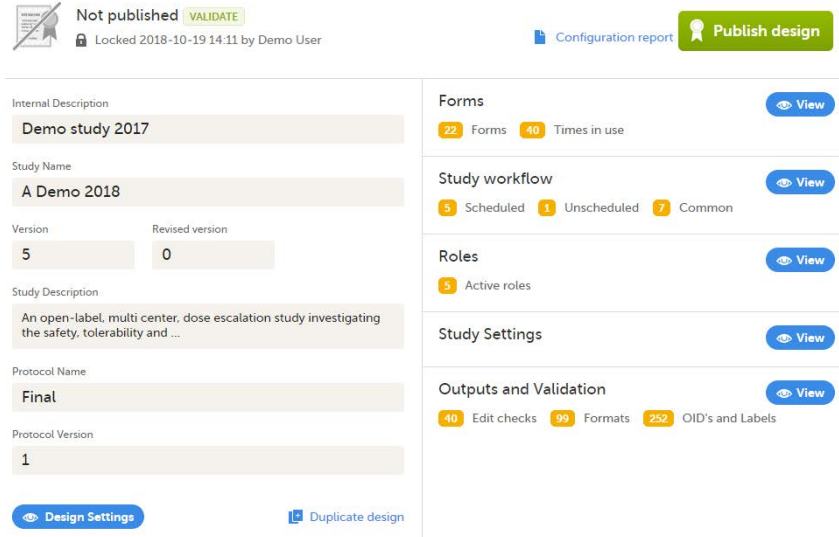 Not published VALIDATE
Locked 2018-10-19 14:11 by Demo User
Configuration report
Publish design
Internal Description
Demo study 2017
Study Name
A Demo 2018
Version Revised version
5 0
Study Description
An open-label, multi center, dose escalation study investigating
the safety, tolerability and ...
Protocol Name
Final
Protocol Version
1
Design Settings
Duplicate design
Forms
View
22 Forms 40 Times in use
Study workflow
View
5 Scheduled 1 Unscheduled 7 Common
Roles
View
5 Active roles
Study Settings
View
Outputs and Validation
View
40 Edit checks 99 Formats 252 OID's and Labels